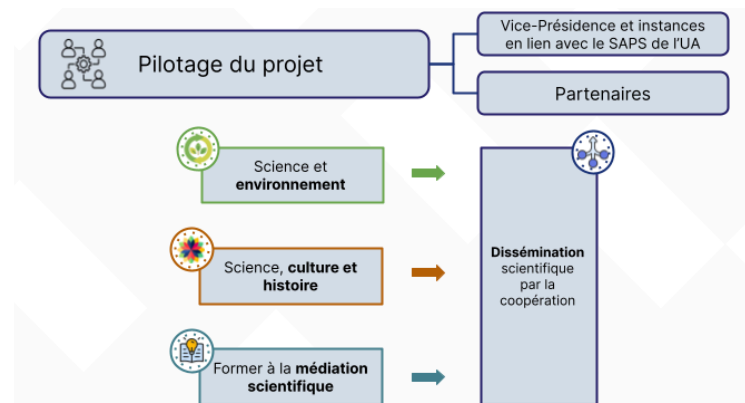 Pilotage du projet
Vice-Présidence et instances
en lien avec le SAPS de l'UA
Partenaires
Science et
environnement
Science, culture et
histoire
Former à la médiation
scientifique
Dissémination
scientifique
par la
coopération